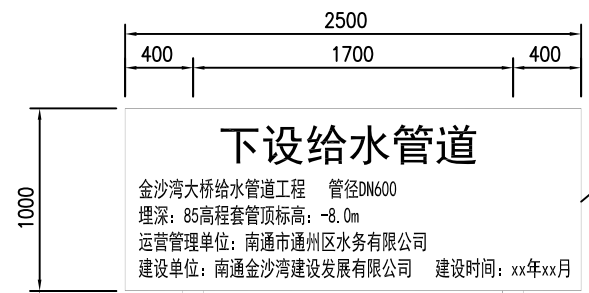 2500
400 1700 400
1000
下设给水管道
金沙湾大桥给水管道工程 管径DN600
埋深：85高程套管顶标高：-8.0m
运营管理单位：南通市通州区水务有限公司
建设单位：南通金沙湾建设发展有限公司 建设时间：xx年xx月